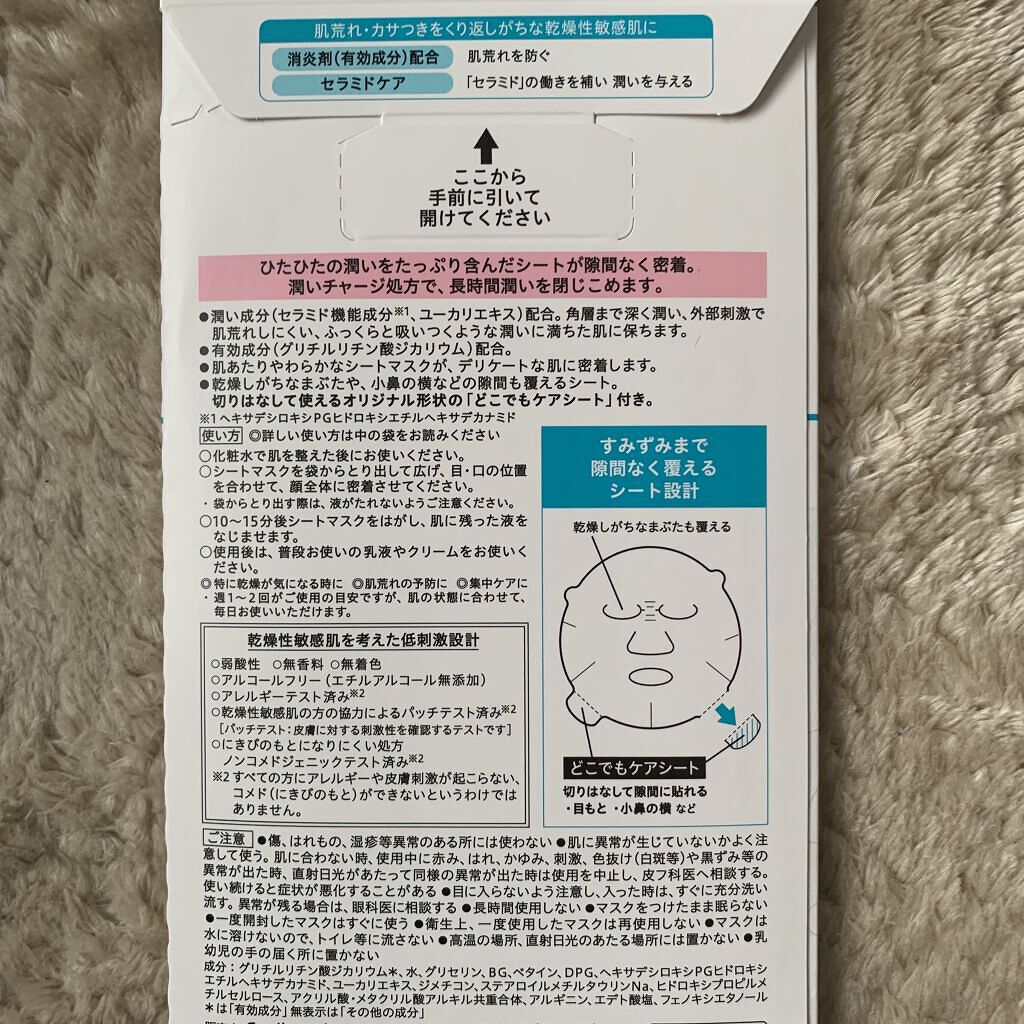 肌荒れ・カサつきをくり返しがちな乾燥性敏感肌に
消炎剤(有効成分)配合 肌荒れを防ぐ
セラミドケア 「セラミド」の働きを補い 潤いを与える
ここから
手前に引いて
開けてください
ひたひたの潤いをたっぷり含んだシートが隙間なく密着。
潤いチャージ処方で、長時間潤いを閉じこめます。
●潤い成分(セラミド機能成分※1、ユーカリエキス)配合。角層まで深く潤い、外部刺激で
肌荒れしにくい、ふっくらと吸いつくような潤いに満ちた肌に保ちます。
●有効成分(グリチルリチン酸ジカリウム)配合。
●肌あたりやわらかなシートマスクが、デリケートな肌に密着します。
●乾燥しがちなまぶたや、小鼻の横などの隙間も覆えるシート。
切りはなして使えるオリジナル形状の「どこでもケアシート」付き。
※1 ヘキサデシロキシPGヒドロキシエチルヘキサデカナミド
使い方 ◎詳しい使い方は中の袋をお読みください
○化粧水で肌を整えた後にお使いください。
○シートマスクを袋からとり出して広げ、目・口の位置
を合わせて、顔全体に密着させてください。
・袋からとり出す際は、液がたれないようご注意ください。
○10〜15分後シートマスクをはがし、肌に残った液を
なじませます。
○使用後は、普段お使いの乳液やクリームをお使いく
ださい。
◎特に乾燥が気になる時に ◎肌荒れの予防に ◎集中ケアに
・週1〜2回がご使用の目安ですが、肌の状態に合わせて、
毎日お使いいただけます。
乾燥性敏感肌を考えた低刺激設計
○弱酸性 ○無香料 ○無着色
○アルコールフリー(エチルアルコール無添加)
○アレルギーテスト済み※2
○乾燥性敏感肌の方の協力によるパッチテスト済み※2
[パッチテスト:皮膚に対する刺激性を確認するテストです]
○にきびのもとになりにくい処方
ノンコメドジェニックテスト済み※2
※2 すべての方にアレルギーや皮膚刺激が起こらない、
コメド(にきびのもと)ができないというわけでは
ありません。
すみずみまで
隙間なく覆える
シート設計
乾燥しがちなまぶたも覆える
どこでもケアシート
切りはなして隙間に貼れる
・目もと ・小鼻の横 など
ご注意 ●傷、はれもの、湿疹等異常のある所には使わない ●肌に異常が生じていないかよく注
意して使う。肌に合わない時、使用中に赤み、はれ、かゆみ、刺激、色抜け(白斑等)や黒ずみ等の
異常が出た時、直射日光があたって同様の異常が出た時は使用を中止し、皮フ科医へ相談する。
使い続けると症状が悪化することがある ●目に入らないよう注意し、入った時は、すぐに充分洗い
流す。異常が残る場合は、眼科医に相談する ●長時間使用しない ●マスクをつけたまま眠らない
●一度開封したマスクはすぐに使う ●衛生上、一度使用したマスクは再使用しない ●マスクは
水に溶けないので、トイレ等に流さない ●高温の場所、直射日光のあたる場所には置かない ●乳
幼児の手の届く所に置かない
成分:グリチルリチン酸ジカリウム*、水、グリセリン、BG、ベタイン、DPG、ヘキサデシロキシPGヒドロキシ
エチルヘキサデカナミド、ユーカリエキス、ジメチコン、ステアロイルメチルタウリンNa、ヒドロキシプロピルメ
チルセルロース、アクリル酸・メタクリル酸アルキル共重合体、アルギニン、エデト酸塩、フェノキシエタノール
*は「有効成分」無表示は「その他の成分」